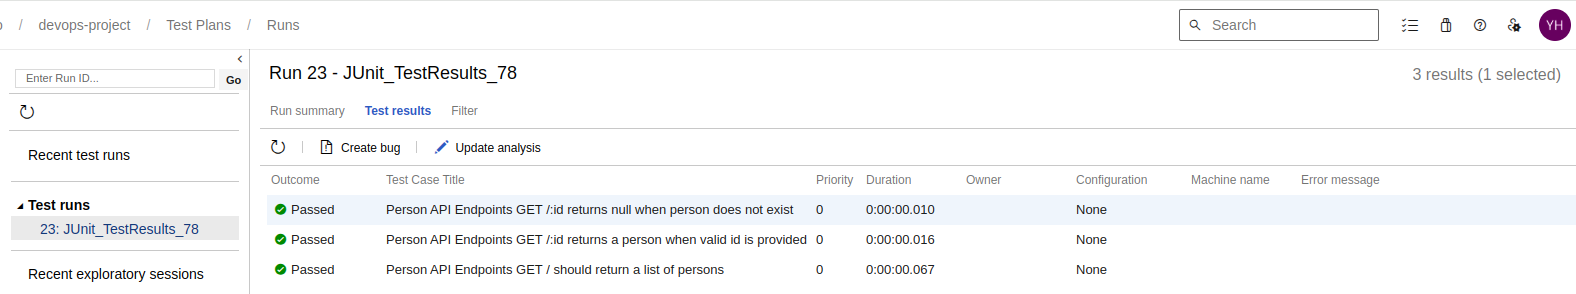 / devops-project / Test Plans / Runs
Search
YH
Enter Run ID...
Go
Recent test runs
Test runs
23: JUnit_TestResults_78
Recent exploratory sessions
Run 23 - JUnit_TestResults_78
3 results (1 selected)
Run summary Test results Filter
Create bug Update analysis
Outcome Test Case Title Priority Duration Owner Configuration Machine name Error message
Passed Person API Endpoints GET /:id returns null when person does not exist 0 0:00:00.010 None
Passed Person API Endpoints GET /:id returns a person when valid id is provided 0 0:00:00.016 None
Passed Person API Endpoints GET / should return a list of persons 0 0:00:00.067 None